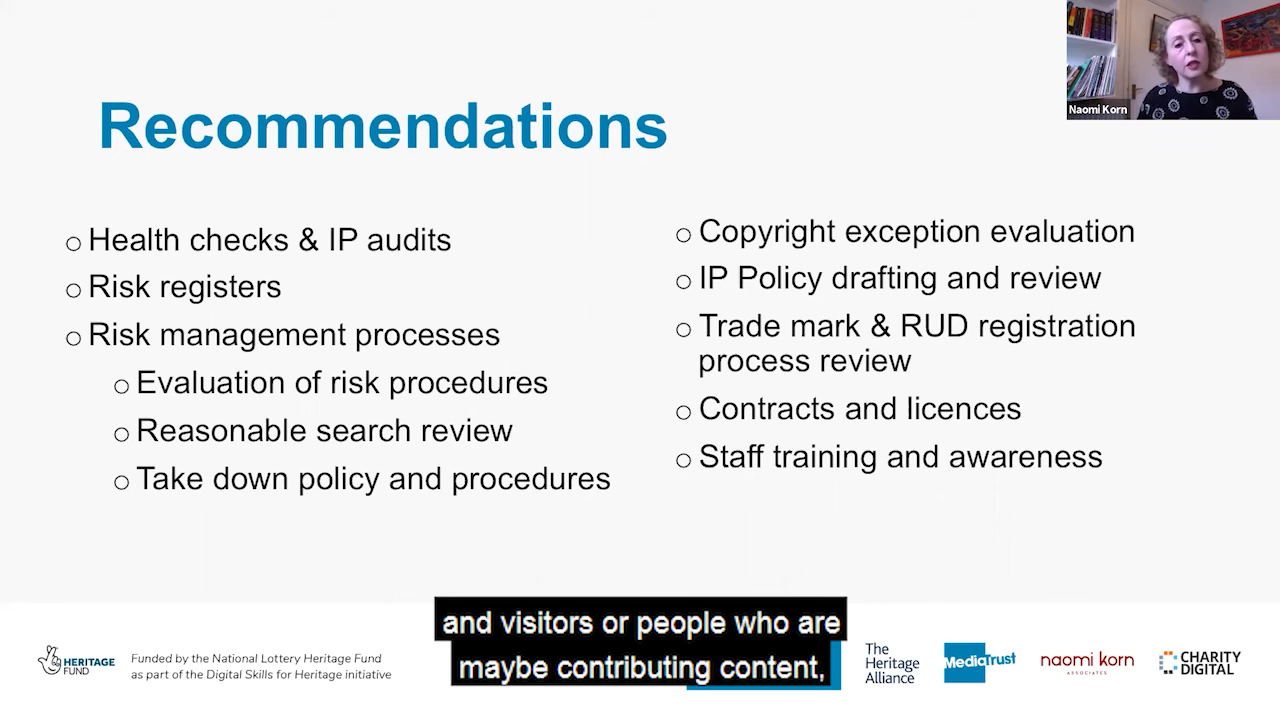 Naomi Korn
Recommendations
o Health checks & IP audits
o Risk registers
o Risk management processes
o Evaluation of risk procedures
o Reasonable search review
o Take down policy and procedures
o Copyright exception evaluation
o IP Policy drafting and review
o Trade mark & RUD registration
process review
o Contracts and licences
o Staff training and awareness
and visitors or people who are
maybe contributing content,
HERITAGE
FUND
Funded by the National Lottery Heritage Fund
as part of the Digital Skills for Heritage initiative
The
Heritage
Alliance
MediaTrust
naomi korn
ASSOCIATES
CHARITY
DIGITAL